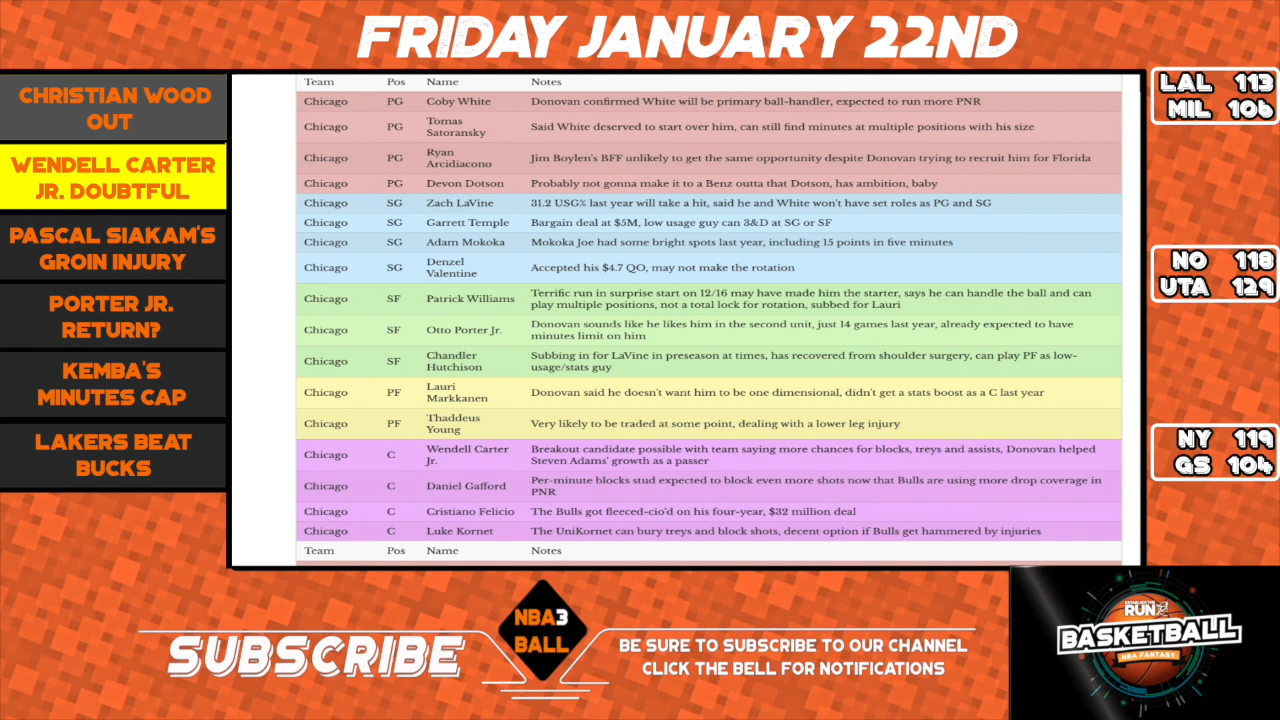 FRIDAY JANUARY 22ND
CHRISTIAN WOOD
OUT
WENDELL CARTER
JR. DOUBTFUL
PASCAL SIAKAM'S
GROIN INJURY
PORTER JR.
RETURN?
KEMBA'S
MINUTES CAP
LAKERS BEAT
BUCKS
Team Pos Name Notes
Chicago PG Coby White Donovan confirmed White will be primary ball-handler, expected to run more PNR
Chicago PG Tomas Satoransky Said White deserved to start over him, can still find minutes at multiple positions with his size
Chicago PG Ryan Arcidiacono Jim Boylen's BFF unlikely to get the same opportunity despite Donovan trying to recruit him for Florida
Chicago PG Devon Dotson Probably not gonna make it to a Benz outta that Dotson, has ambition, baby
Chicago SG Zach LaVine 31.2 USG% last year will take a hit, said he and White won't have set roles as PG and SG
Chicago SG Garrett Temple Bargain deal at $5M, low usage guy can 3&D at SG or SF
Chicago SG Adam Mokoka Mokoka Joe had some bright spots last year, including 15 points in five minutes
Chicago SG Denzel Valentine Accepted his $4.7 QO, may not make the rotation
Chicago SF Patrick Williams Terrific run in surprise start on 12/16 may have made him the starter, says he can handle the ball and can
play multiple positions, not a total lock for rotation, subbed for Lauri
Chicago SF Otto Porter Jr. Donovan sounds like he likes him in the second unit, just 14 games last year, already expected to have
minutes limit on him
Chicago SF Chandler Hutchison Subbing in for LaVine in preseason at times, has recovered from shoulder surgery, can play PF as low-
usage/stats guy
Chicago PF Lauri Markkanen Donovan said he doesn't want him to be one dimensional, didn't get a stats boost as a C last year
Chicago PF Thaddeus Young Very likely to be traded at some point, dealing with a lower leg injury
Chicago C Wendell Carter Jr. Breakout candidate possible with team saying more chances for blocks, treys and assists, Donovan helped
Steven Adams' growth as a passer
Chicago C Daniel Gafford Per-minute blocks stud expected to block even more shots now that Bulls are using more drop coverage in
PNR
Chicago C Cristiano Felicio The Bulls got fleeced-cio'd on his four-year, $32 million deal
Chicago C Luke Kornet The UniKornet can bury treys and block shots, decent option if Bulls get hammered by injuries
Team Pos Name Notes
LAL 113
MIL 106
NO 118
UTA 129
NY 119
GS 104
SUBSCRIBE
NBA3
BALL
BE SURE TO SUBSCRIBE TO OUR CHANNEL
CLICK THE BELL FOR NOTIFICATIONS
RUN
BASKETBALL
NBA FANTASY